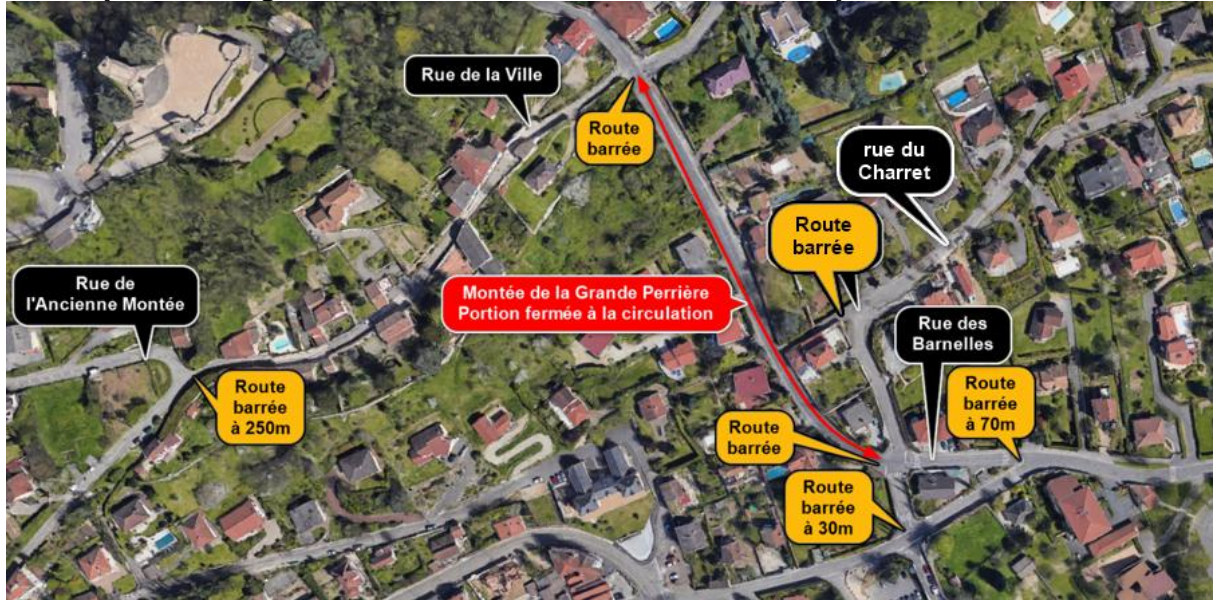 Rue de la Ville
Route
barrée
rue du
Charret
Route
barrée
Rue de
l'Ancienne Montée
Montée de la Grande Perrière
Portion fermée à la circulation
Rue des
Barnelles
Route
barrée
à 250m
Route
barrée
à 70m
Route
barrée
Route
barrée
à 30m